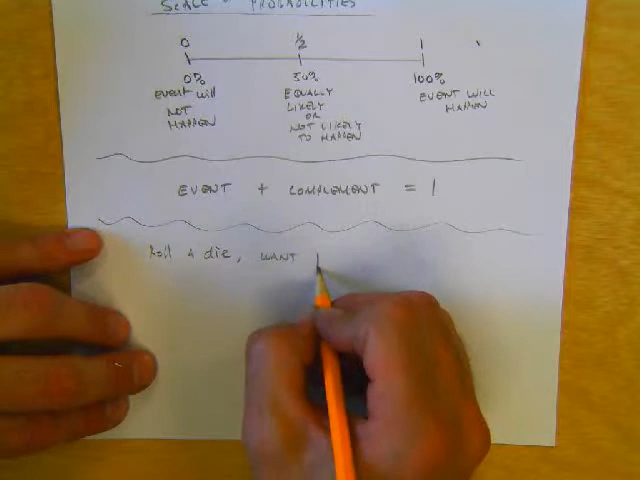 SCALE - PROBABILITIES
0 1/2 1
0% 50% 100%
EVENT WILL NOT HAPPEN
EQUALLY LIKELY OR NOT LIKELY TO HAPPEN
EVENT WILL HAPPEN
EVENT + COMPLEMENT = 1
Roll A die, WANT